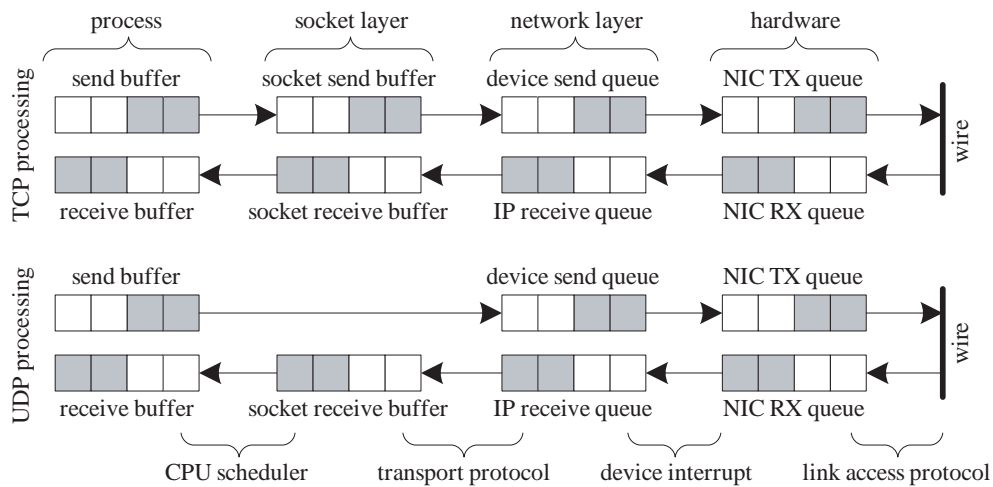 process socket layer network layer hardware
TCP processing
send buffer socket send buffer device send queue NIC TX queue
wire
receive buffer socket receive buffer IP receive queue NIC RX queue
UDP processing
send buffer device send queue NIC TX queue
wire
receive buffer socket receive buffer IP receive queue NIC RX queue
CPU scheduler transport protocol device interrupt link access protocol